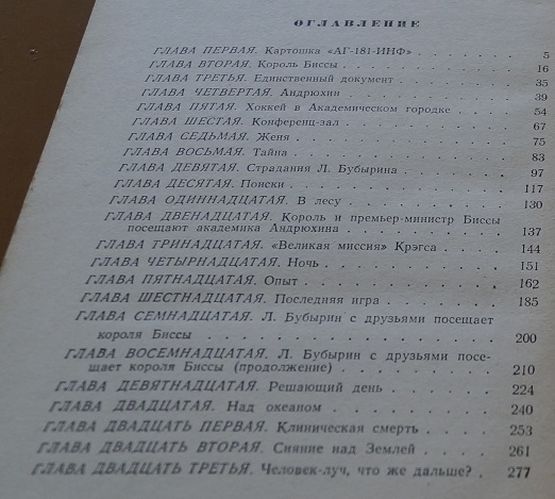 ОГЛАВЛЕНИЕ
ГЛАВА ПЕРВАЯ. Картошка «АГ-181-ИНФ» . . . . . . . 5
ГЛАВА ВТОРАЯ. Король Биссы . . . . . . . . . . 16
ГЛАВА ТРЕТЬЯ. Единственный документ . . . . . . . 35
ГЛАВА ЧЕТВЕРТАЯ. Андрюхин . . . . . . . . . . 39
ГЛАВА ПЯТАЯ. Хоккей в Академическом городке . . . . 54
ГЛАВА ШЕСТАЯ. Конференц-зал . . . . . . . . . 67
ГЛАВА СЕДЬМАЯ. Женя . . . . . . . . . . . . 75
ГЛАВА ВОСЬМАЯ. Тайна . . . . . . . . . . . . 83
ГЛАВА ДЕВЯТАЯ. Страдания Л. Бубырина . . . . . . 97
ГЛАВА ДЕСЯТАЯ. Поиски . . . . . . . . . . . 117
ГЛАВА ОДИННАДЦАТАЯ. В лесу . . . . . . . . . 130
ГЛАВА ДВЕНАДЦАТАЯ. Король и премьер-министр Биссы
посещают академика Андрюхина . . . . . . . . . 137
ГЛАВА ТРИНАДЦАТАЯ. «Великая миссия» Крэгса . . . . 144
ГЛАВА ЧЕТЫРНАДЦАТАЯ. Ночь . . . . . . . . . 151
ГЛАВА ПЯТНАДЦАТАЯ. Опыт . . . . . . . . . . 162
ГЛАВА ШЕСТНАДЦАТАЯ. Последняя игра . . . . . . 185
ГЛАВА СЕМНАДЦАТАЯ. Л. Бубырин с друзьями посещает
короля Биссы . . . . . . . . . . . . . . . 200
ГЛАВА ВОСЕМНАДЦАТАЯ. Л. Бубырин с друзьями посе-
щает короля Биссы (продолжение) . . . . . . . . 210
ГЛАВА ДЕВЯТНАДЦАТАЯ. Решающий день . . . . . . 224
ГЛАВА ДВАДЦАТАЯ. Над океаном . . . . . . . . 240
ГЛАВА ДВАДЦАТЬ ПЕРВАЯ. Клиническая смерть . . . . 253
ГЛАВА ДВАДЦАТЬ ВТОРАЯ. Сияние над Землей . . . . 261
ГЛАВА ДВАДЦАТЬ ТРЕТЬЯ. Человек-луч, что же дальше? . 277